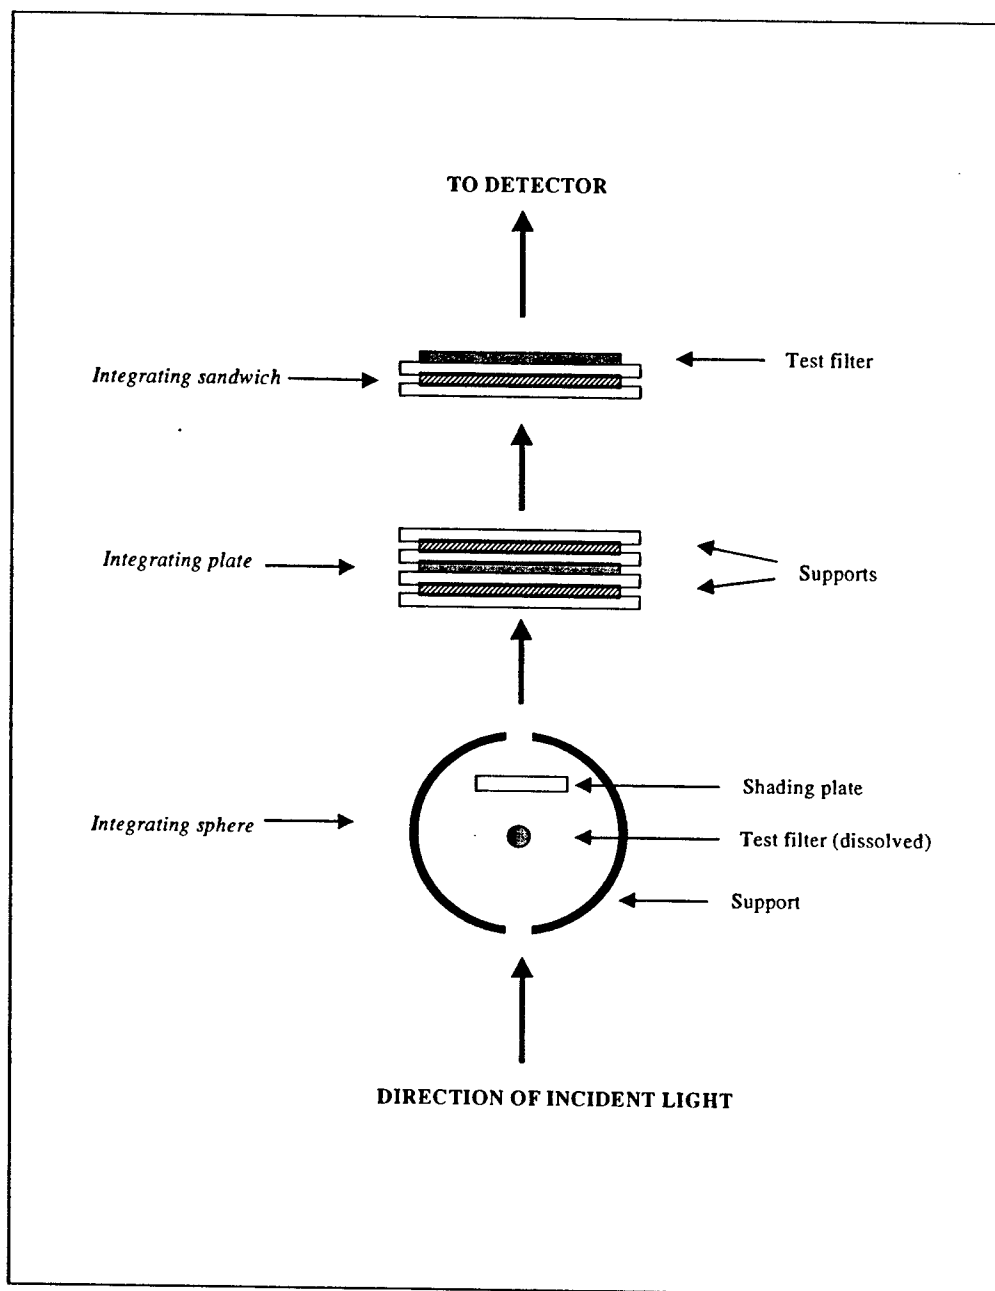 TO DETECTOR
Integrating sandwich
Test filter
Integrating plate
Supports
Shading plate
Integrating sphere
Test filter (dissolved)
Support
DIRECTION OF INCIDENT LIGHT